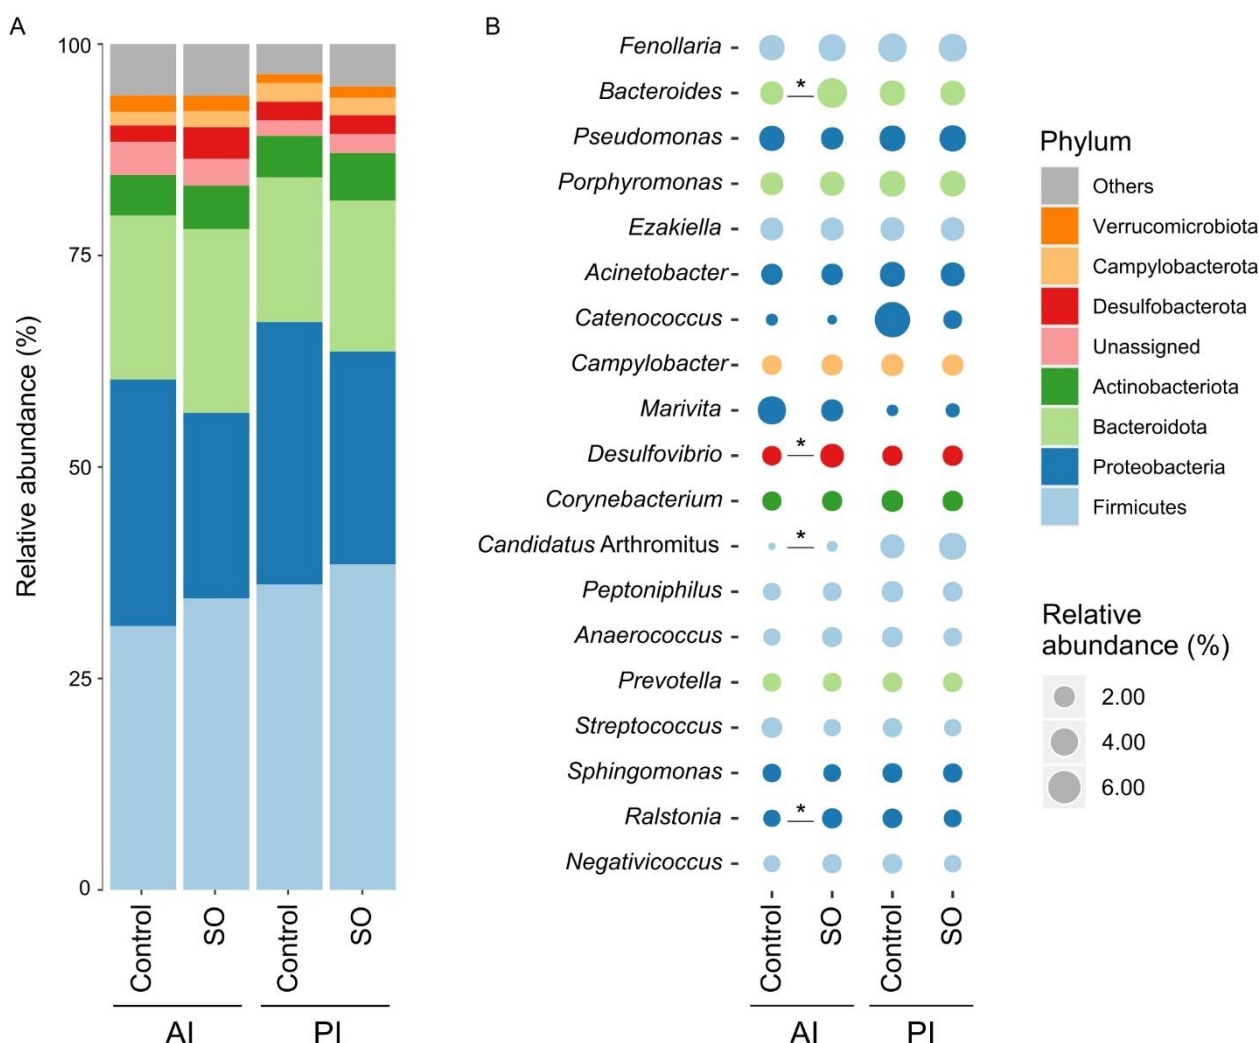 A
100
75
50
25
0
Relative abundance (%)
Control
SO
Control
SO
AI
PI
B
Fenollaria
Bacteroides
*
Pseudomonas
Porphyromonas
Ezakiella
Acinetobacter
Catenococcus
Campylobacter
Marivita
Desulfovibrio
*
Corynebacterium
Candidatus Arthromitus
*
Peptoniphilus
Anaerococcus
Prevotella
Streptococcus
Sphingomonas
Ralstonia
*
Negativicoccus
Control
SO
Control
SO
AI
PI
Phylum
Others
Verrucomicrobiota
Campylobacterota
Desulfobacterota
Unassigned
Actinobacteriota
Bacteroidota
Proteobacteria
Firmicutes
Relative
abundance (%)
2.00
4.00
6.00